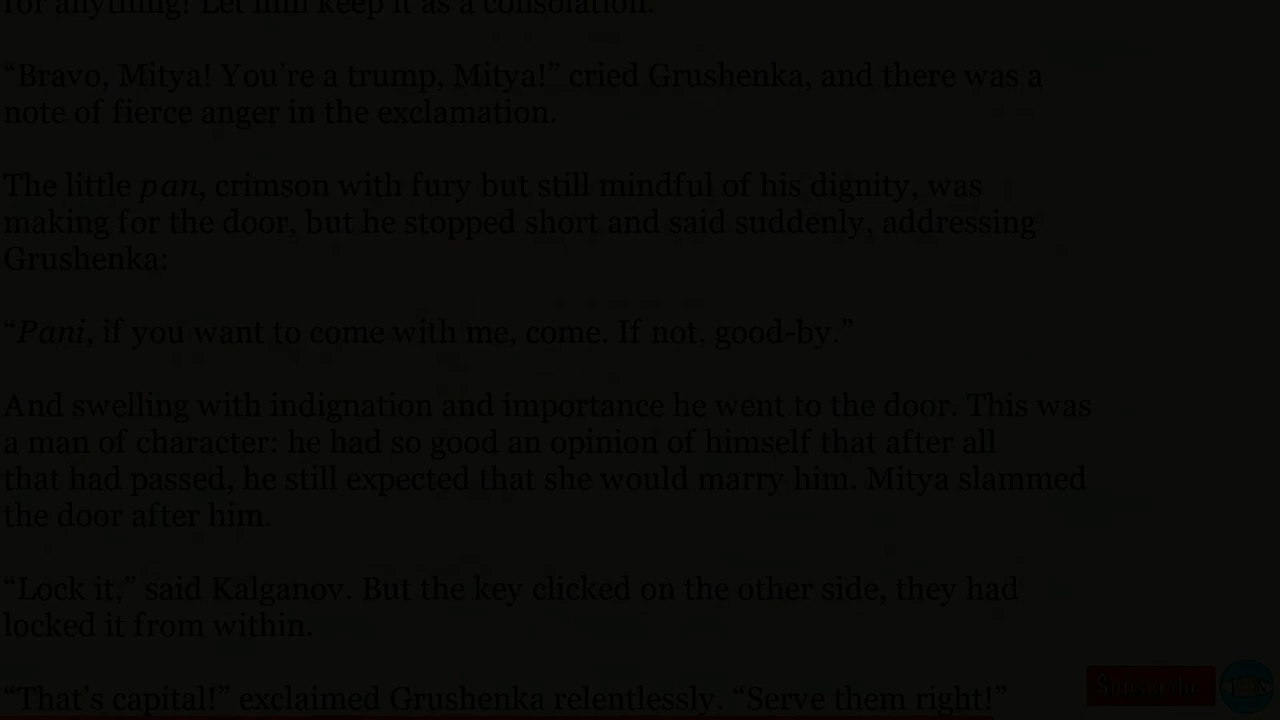 for anything! Let him keep it as a consolation.
“Bravo, Mitya! You’re a trump, Mitya!” cried Grushenka, and there was a
note of fierce anger in the exclamation.
The little pan, crimson with fury but still mindful of his dignity, was
making for the door, but he stopped short and said suddenly, addressing
Grushenka:
“Pani, if you want to come with me, come. If not, good-by.”
And swelling with indignation and importance he went to the door. This was
a man of character: he had so good an opinion of himself that after all
that had passed, he still expected that she would marry him. Mitya slammed
the door after him.
“Lock it,” said Kalganov. But the key clicked on the other side, they had
locked it from within.
“That’s capital!” exclaimed Grushenka relentlessly. “Serve them right!”
Subscribe